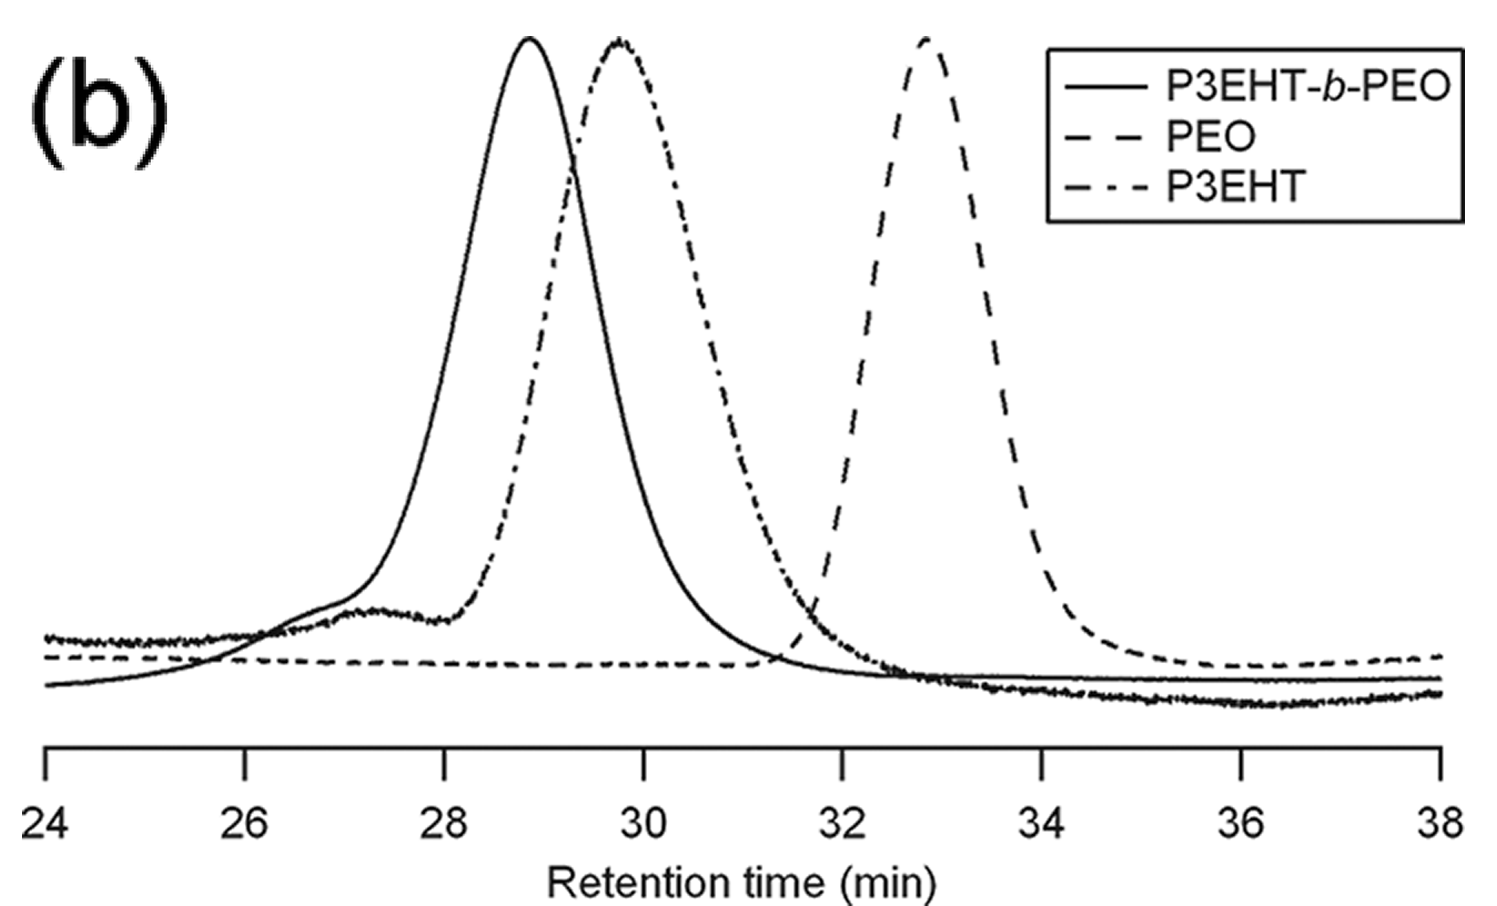 (b)
P3EHT-b-PEO
PEO
P3EHT
24 26 28 30 32 34 36 38
Retention time (min)